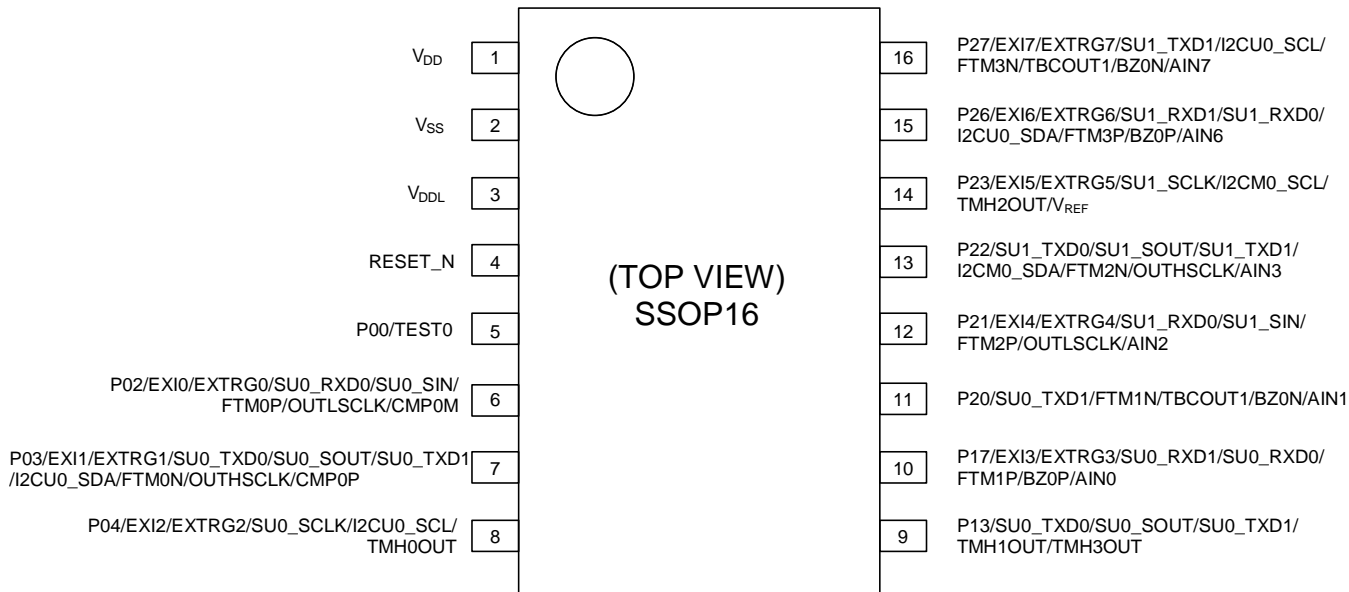 V_DD 1
V_SS 2
V_DDL 3
RESET_N 4
P00/TEST0 5
P02/EXI0/EXTRG0/SU0_RXD0/SU0_SIN/
FTM0P/OUTLSCLK/CMP0M
6
P03/EXI1/EXTRG1/SU0_TXD0/SU0_SOUT/SU0_TXD1
/I2CU0_SDA/FTM0N/OUTHSCLK/CMP0P
7
P04/EXI2/EXTRG2/SU0_SCLK/I2CU0_SCL/
TMH0OUT
8
(TOP VIEW)
SSOP16
16
P27/EXI7/EXTRG7/SU1_TXD1/I2CU0_SCL/
FTM3N/TBCOUT1/BZ0N/AIN7
15
P26/EXI6/EXTRG6/SU1_RXD1/SU1_RXD0/
I2CU0_SDA/FTM3P/BZ0P/AIN6
14
P23/EXI5/EXTRG5/SU1_SCLK/I2CM0_SCL/
TMH2OUT/V_REF
13
P22/SU1_TXD0/SU1_SOUT/SU1_TXD1/
I2CM0_SDA/FTM2N/OUTHSCLK/AIN3
12
P21/EXI4/EXTRG4/SU1_RXD0/SU1_SIN/
FTM2P/OUTLSCLK/AIN2
11
P20/SU0_TXD1/FTM1N/TBCOUT1/BZ0N/AIN1
10
P17/EXI3/EXTRG3/SU0_RXD1/SU0_RXD0/
FTM1P/BZ0P/AIN0
9
P13/SU0_TXD0/SU0_SOUT/SU0_TXD1/
TMH1OUT/TMH3OUT